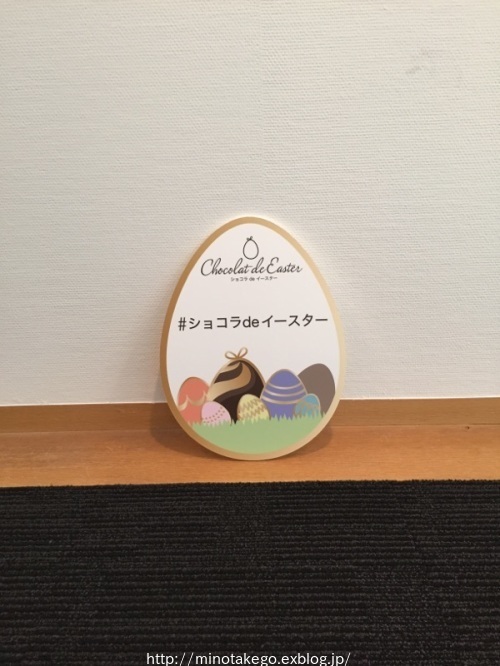 Chocolat de Easter
ショコラ de イースター
#ショコラdeイースター
http://minotakego.exblog.jp/